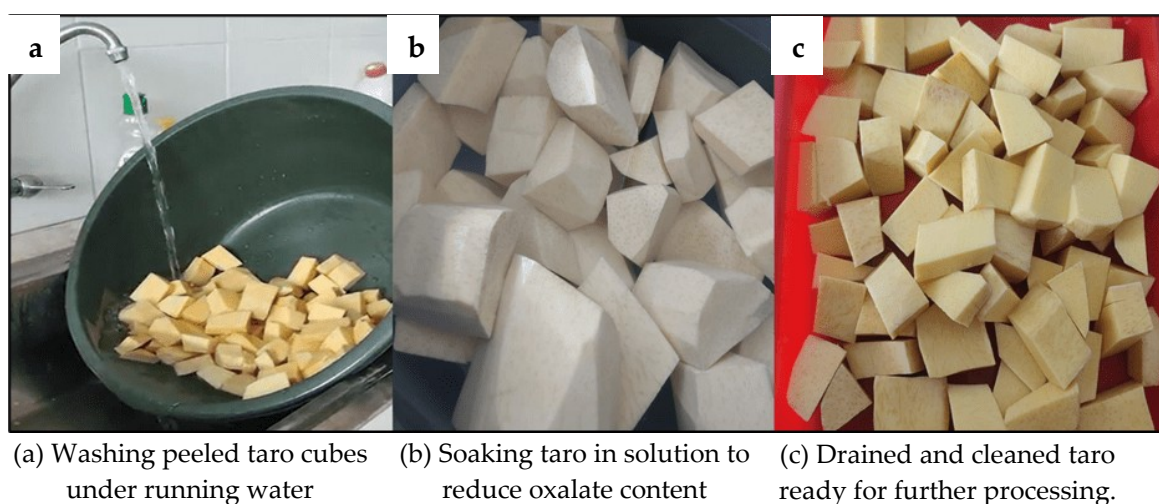 a
b
c
(a) Washing peeled taro cubes
under running water
(b) Soaking taro in solution to
reduce oxalate content
(c) Drained and cleaned taro
ready for further processing.